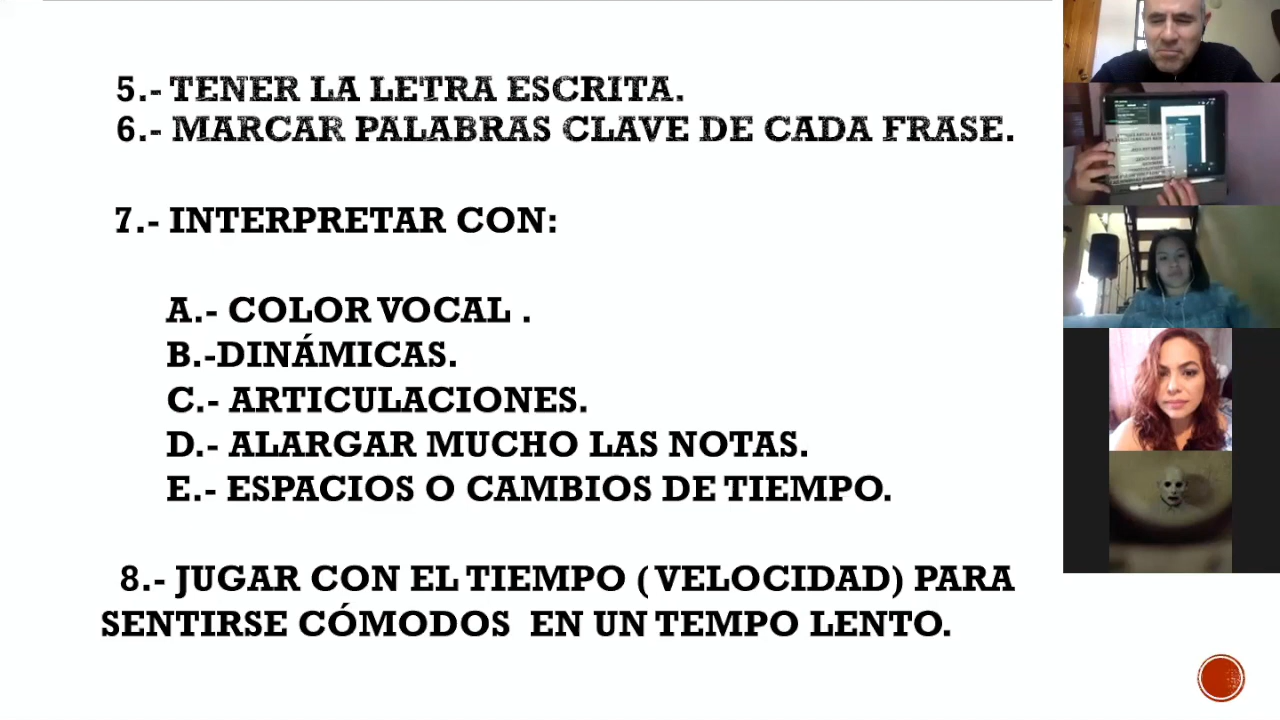 5.- TENER LA LETRA ESCRITA.
6.- MARCAR PALABRAS CLAVE DE CADA FRASE.
7.- INTERPRETAR CON:
A.- COLOR VOCAL .
B.-DINÁMICAS.
C.- ARTICULACIONES.
D.- ALARGAR MUCHO LAS NOTAS.
E.- ESPACIOS O CAMBIOS DE TIEMPO.
8.- JUGAR CON EL TIEMPO ( VELOCIDAD) PARA
SENTIRSE CÓMODOS  EN UN TEMPO LENTO.